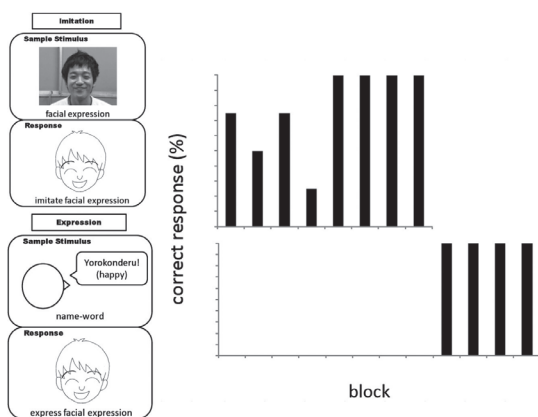 Imitation
Sample Stimulus
facial expression
Response
imitate facial expression
Expression
Sample Stimulus
Yorokonderu!
(happy)
name-word
Response
express facial expression
correct response (%)
block